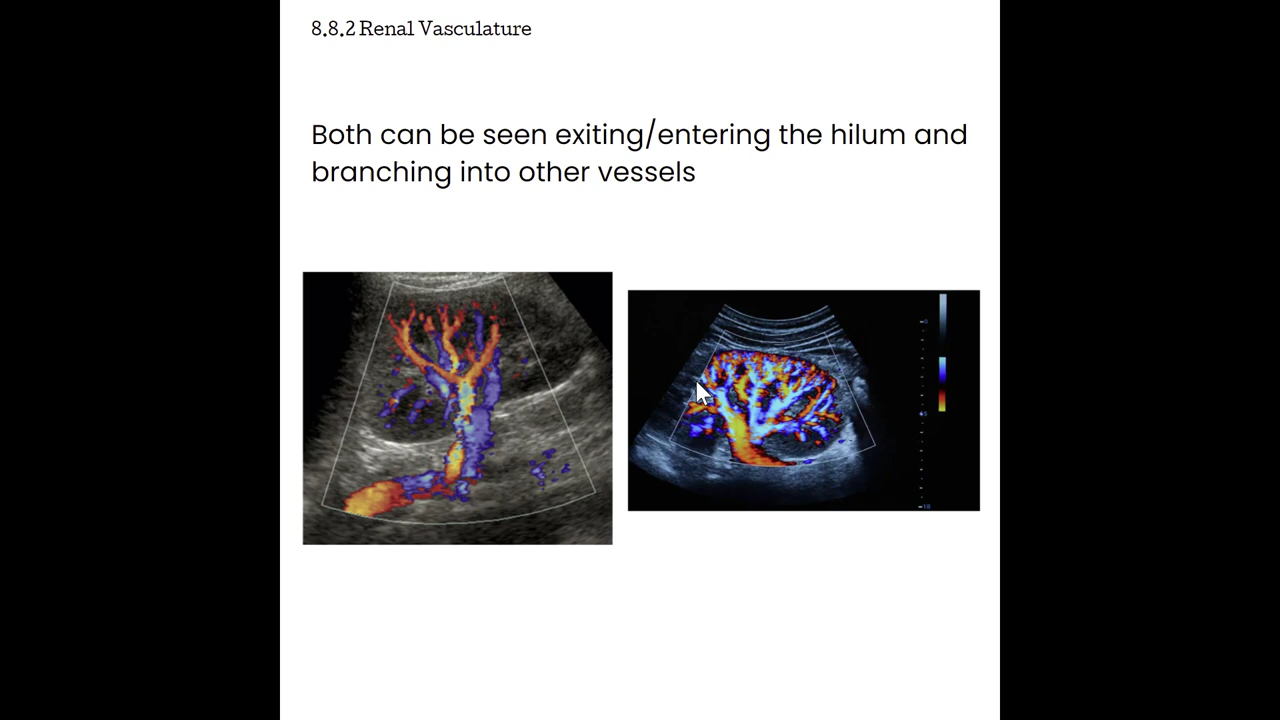 8.8.2 Renal Vasculature
Both can be seen exiting/entering the hilum and
branching into other vessels